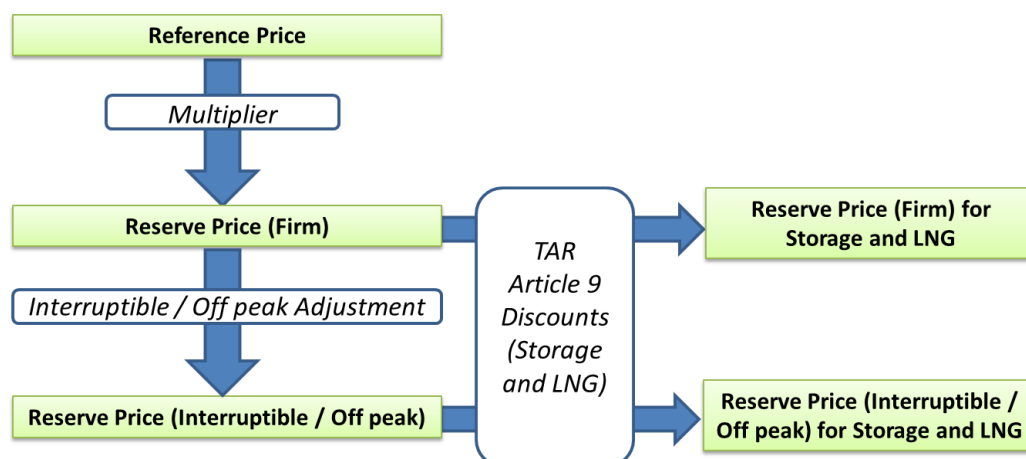 Reference Price
Multiplier
Reserve Price (Firm)
Interruptible / Off peak Adjustment
Reserve Price (Interruptible / Off peak)
TAR
Article 9
Discounts
(Storage
and LNG)
Reserve Price (Firm) for
Storage and LNG
Reserve Price (Interruptible /
Off peak) for Storage and LNG